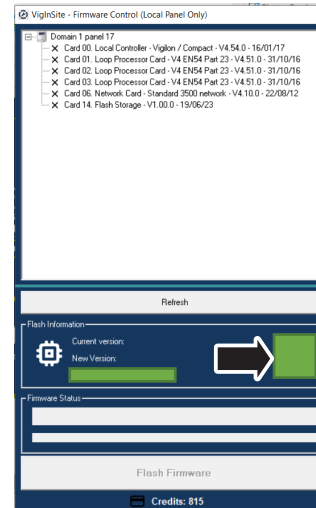 VigInSite - Firmware Control (Local Panel Only)
Domain 1 panel 17
Card 00. Local Controller - Vigilon / Compact - V4.54.0 - 16/01/17
Card 01. Loop Processor Card - V4 EN54 Part 23 - V4.51.0 - 31/10/16
Card 02. Loop Processor Card - V4 EN54 Part 23 - V4.51.0 - 31/10/16
Card 03. Loop Processor Card - V4 EN54 Part 23 - V4.51.0 - 31/10/16
Card 06. Network Card - Standard 3500 network - V4.10.0 - 22/08/12
Card 14. Flash Storage - V1.00.0 - 19/06/23
Refresh
Flash Information
Current version:
New Version:
Firmware Status
Flash Firmware
Credits: 815